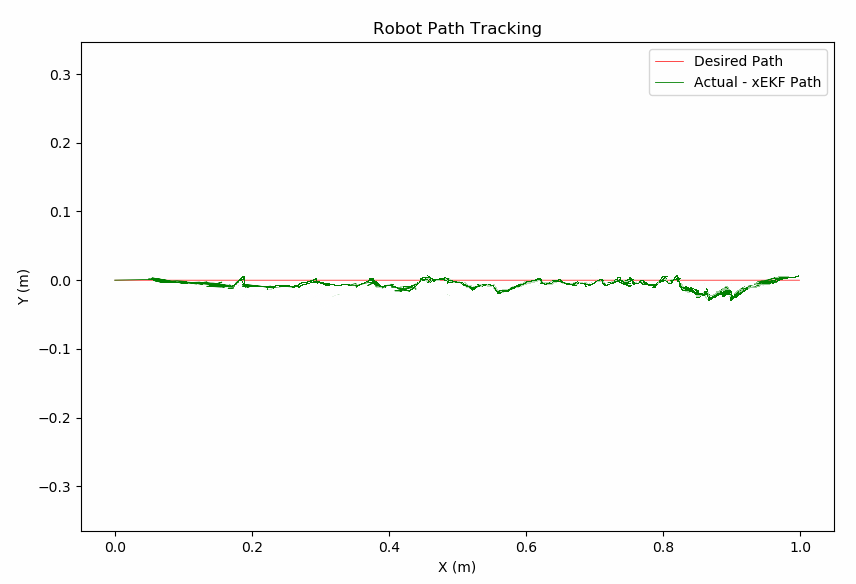 Robot Path Tracking
Desired Path
Actual - xEKF Path
Y (m)
0.3
0.2
0.1
0.0
−0.1
−0.2
−0.3
0.0 0.2 0.4 0.6 0.8 1.0
X (m)